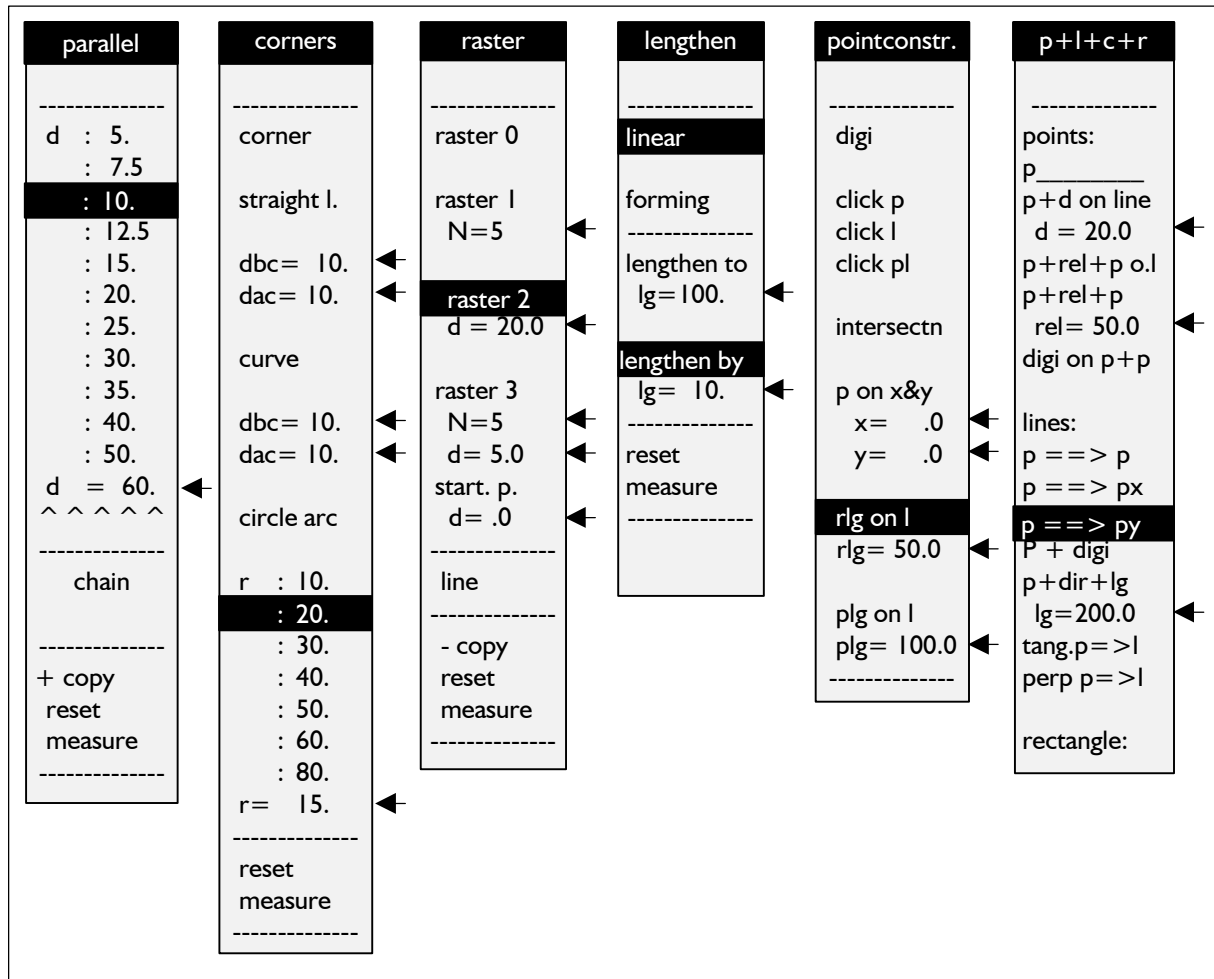 parallel
--------------
d : 5.
: 7.5
: 10.
: 12.5
: 15.
: 20.
: 25.
: 30.
: 35.
: 40.
: 50.
d = 60.
^ ^ ^ ^ ^
--------------
chain
--------------
+ copy
reset
measure
--------------
corners
--------------
corner
straight l.
dbc= 10.
dac= 10.
curve
dbc= 10.
dac= 10.
circle arc
r : 10.
: 20.
: 30.
: 40.
: 50.
: 60.
: 80.
r= 15.
--------------
reset
measure
--------------
raster
--------------
raster 0
raster 1
N=5
raster 2
d = 20.0
raster 3
N=5
d= 5.0
start. p.
d= .0
--------------
line
--------------
- copy
reset
measure
--------------
lengthen
--------------
linear
forming
--------------
lengthen to
lg=100.
lengthen by
lg= 10.
--------------
reset
measure
--------------
pointconstr.
--------------
digi
click p
click l
click pl
intersectn
p on x&y
x= .0
y= .0
rlg on l
rlg= 50.0
plg on l
plg= 100.0
--------------
p+l+c+r
--------------
points:
p________
p+d on line
d = 20.0
p+rel+p o.l
p+rel+p
rel= 50.0
digi on p+p
lines:
p ==> p
p ==> px
p ==> py
P + digi
p+dir+lg
lg=200.0
tang.p=>l
perp p=>l
rectangle: